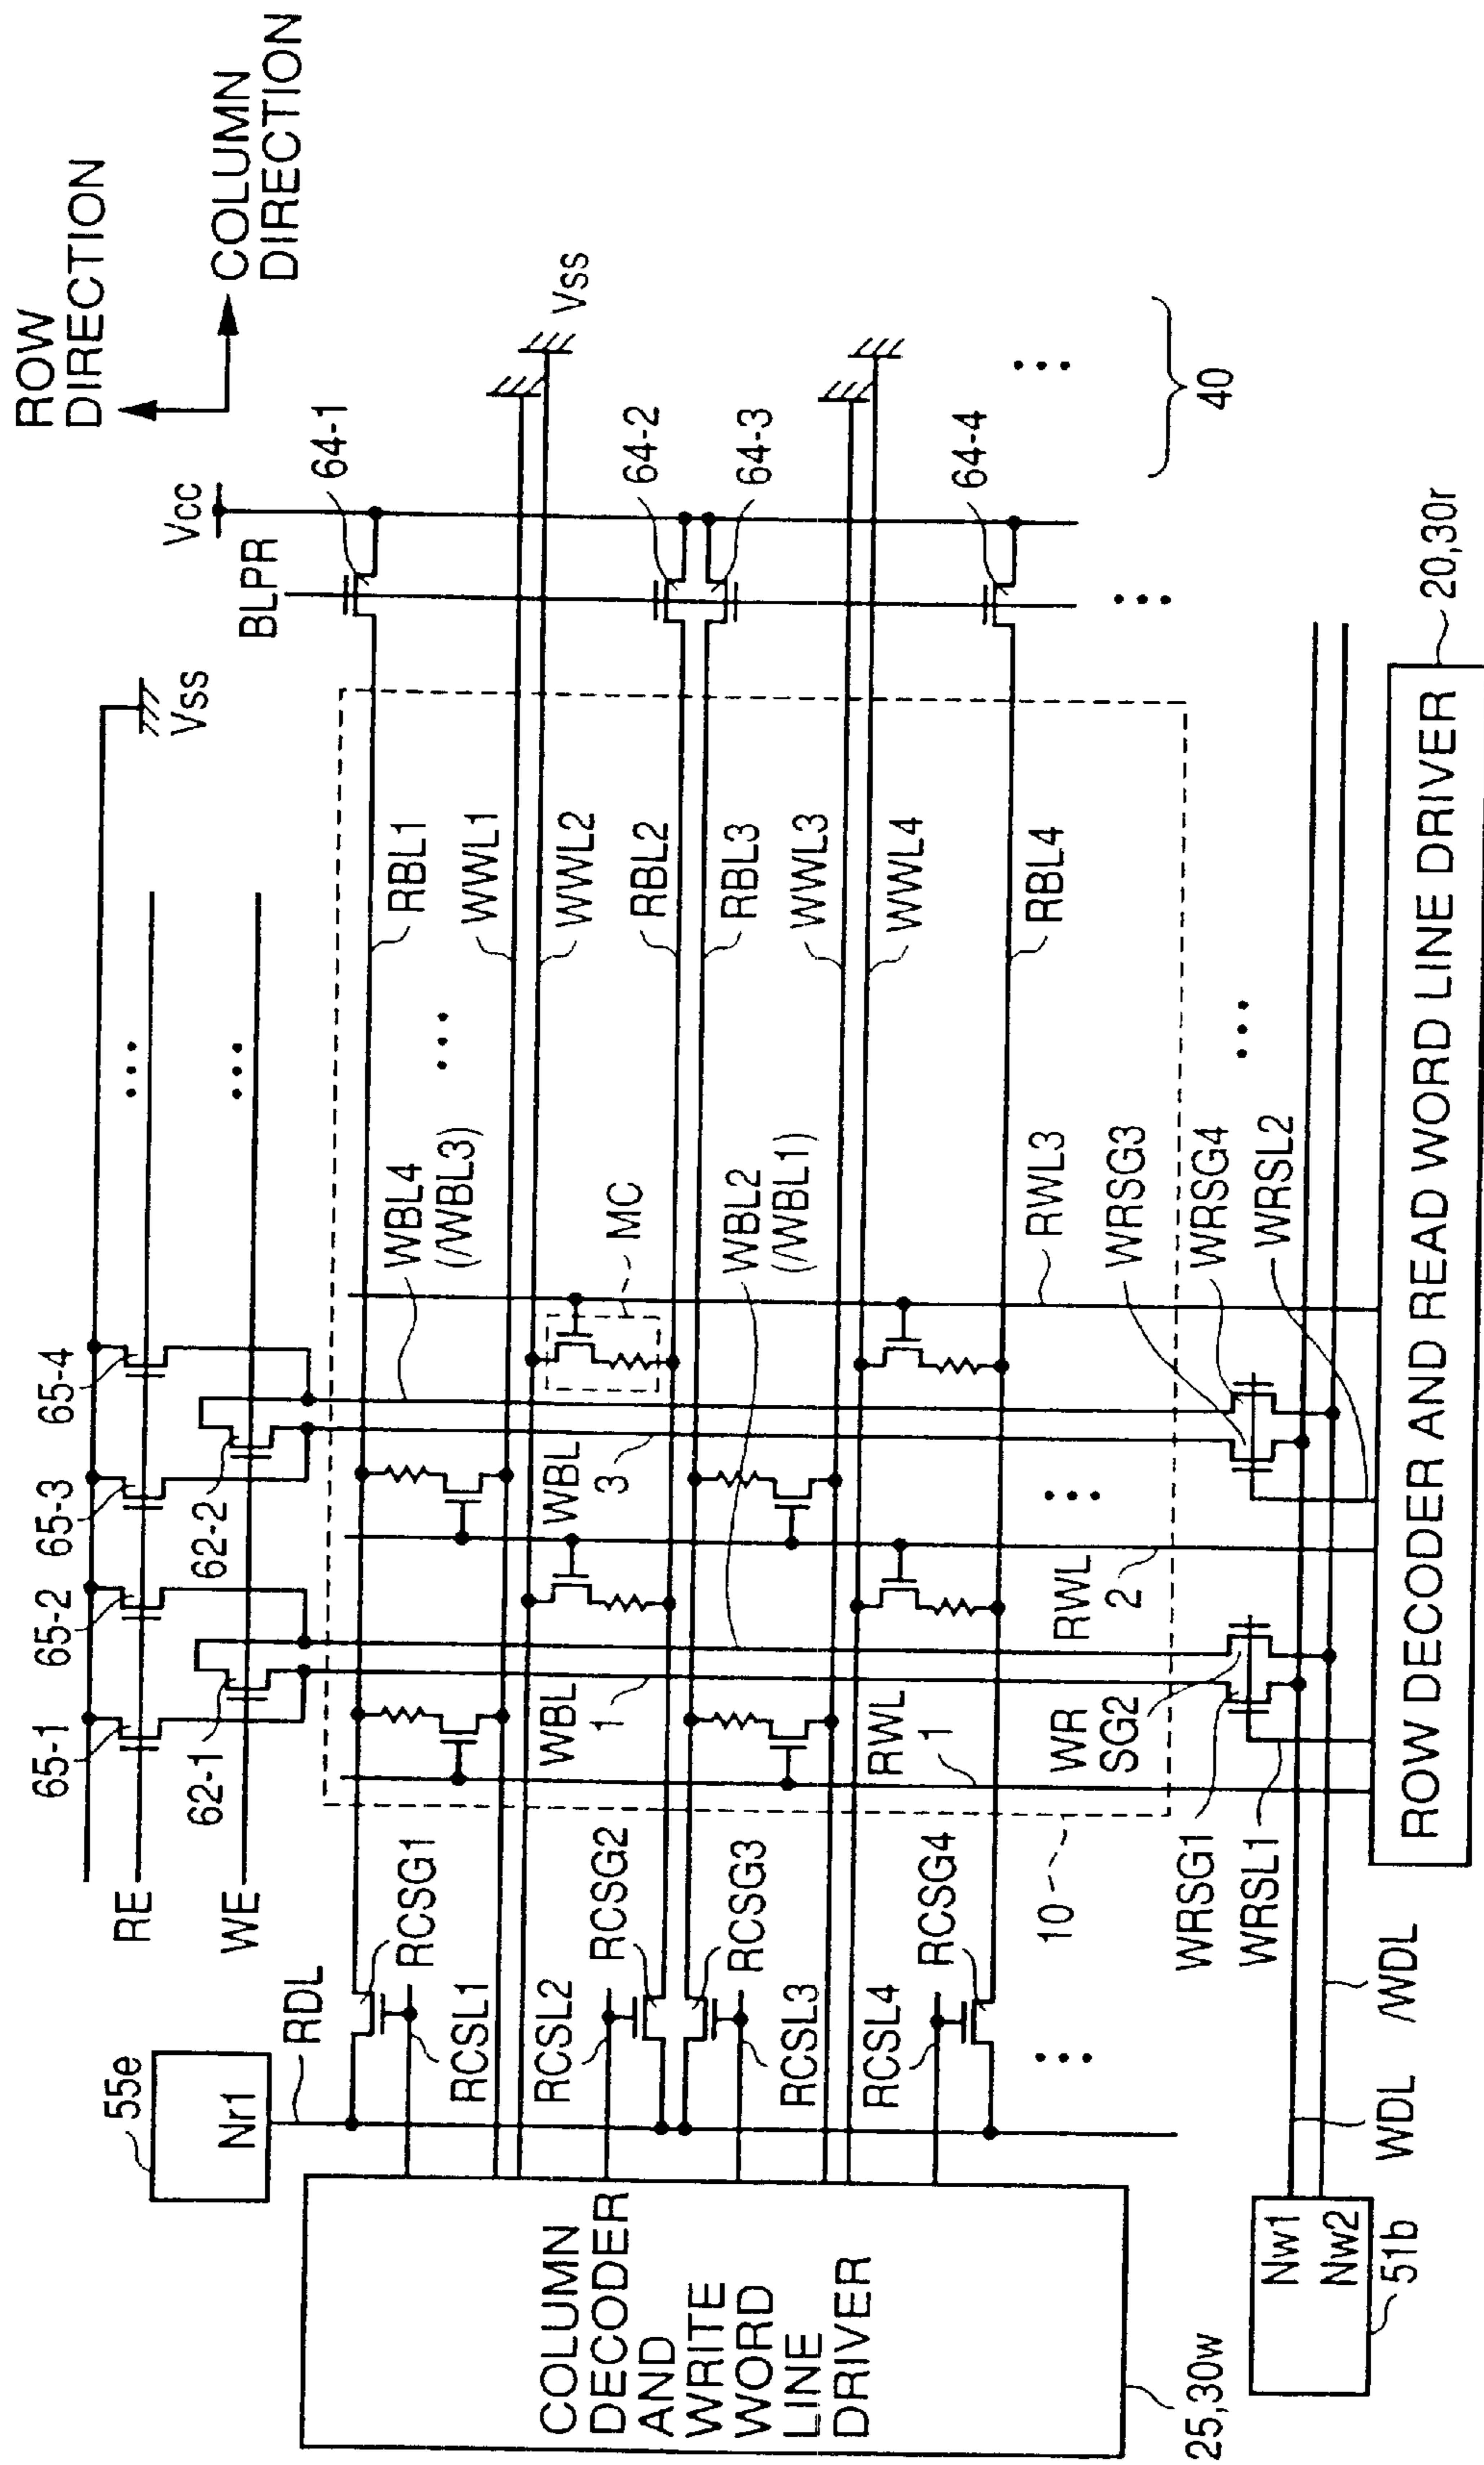 ROW
DIRECTION
COLUMN
DIRECTION
Vss
RE
WE
65-1
65-2
65-3
65-4
62-1
62-2
Vcc
BLPR
64-1
64-2
64-3
64-4
Vss
40
55e
Nr1
RDL
RCSG1
RCSL1
RCSL2
RCSG2
RCSG3
RCSL3
RCSL4
RCSG4
COLUMN
DECODER
AND
WRITE
WORD
LINE
DRIVER
25,30w
WBL4
(/WBL3)
MC
WBL2
(/WBL1)
RBL1
WWL1
WWL2
RBL2
RBL3
WWL3
WWL4
RBL4
WBL
1
WBL
3
RWL
1
RWL
2
RWL3
10
WR
SG2
WRSG1
WRSL1
WRSG3
WRSG4
WRSL2
WDL
/WDL
Nw1
Nw2
51b
ROW DECODER AND READ WORD LINE DRIVER
20,30r
...
...
...
...
...
...
...
...
...